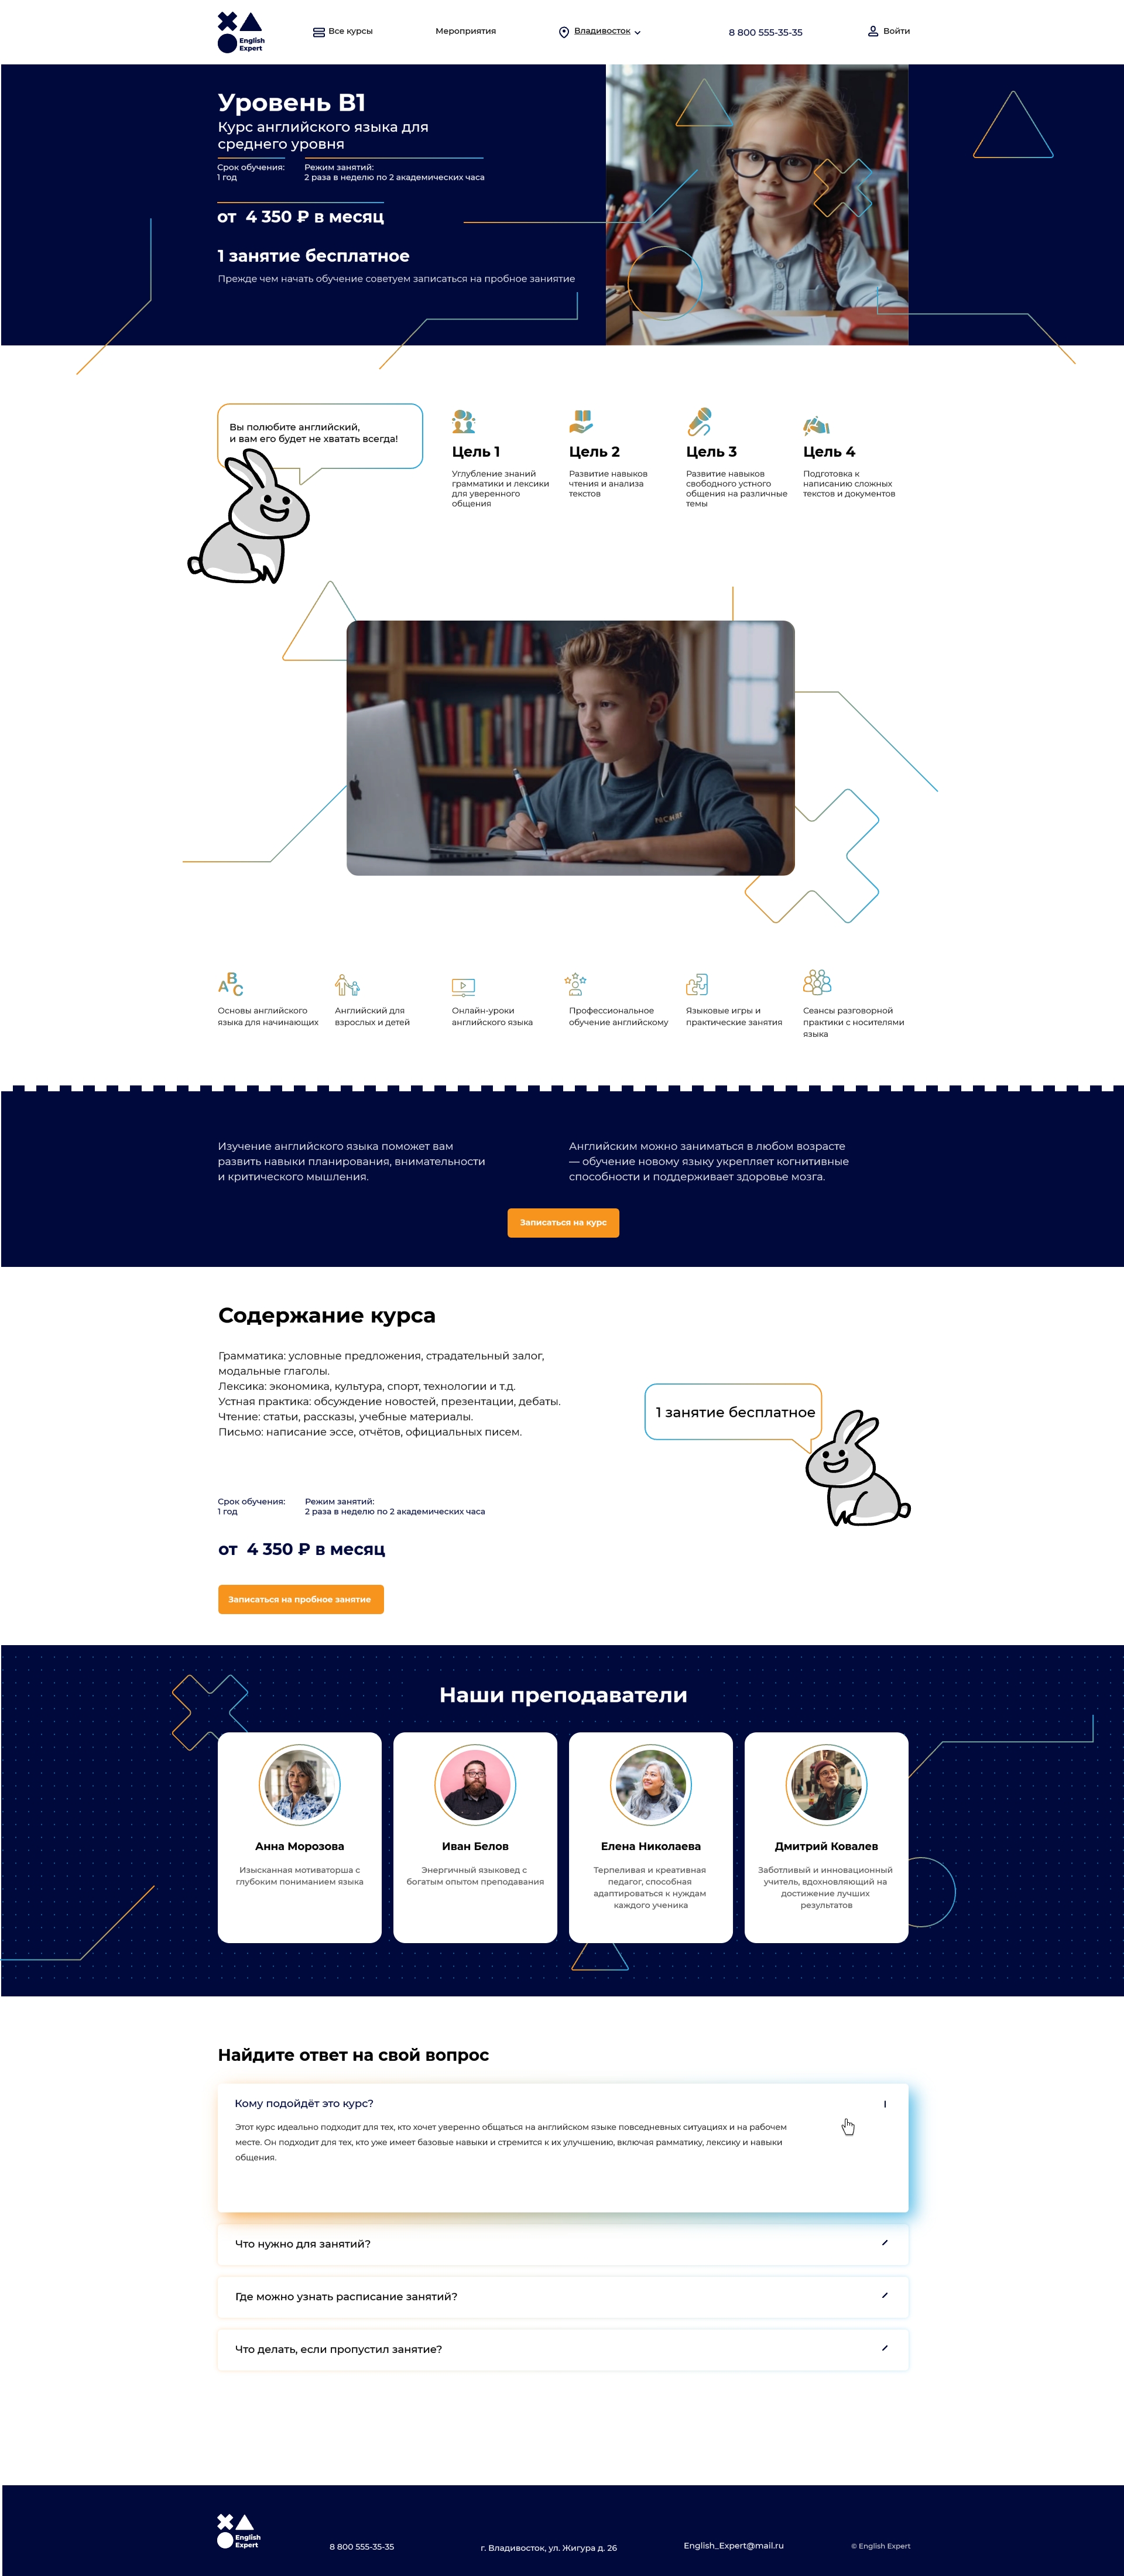 English
Expert
Все курсы
Мероприятия
Владивосток
8 800 555-35-35
Войти
Уровень B1
Курс английского языка для
среднего уровня
Срок обучения:
1 год
Режим занятий:
2 раза в неделю по 2 академических часа
от 4 350 ₽ в месяц
1 занятие бесплатное
Прежде чем начать обучение советуем записаться на пробное заниятие
Вы полюбите английский,
и вам его будет не хватать всегда!
Цель 1
Углубление знаний
грамматики и лексики
для уверенного
общения
Цель 2
Развитие навыков
чтения и анализа
текстов
Цель 3
Развитие навыков
свободного устного
общения на различные
темы
Цель 4
Подготовка к
написанию сложных
текстов и документов
A B C
Основы английского
языка для начинающих
Английский для
взрослых и детей
Онлайн-уроки
английского языка
Профессиональное
обучение английскому
Языковые игры и
практические занятия
Сеансы разговорной
практики с носителями
языка
Изучение английского языка поможет вам
развить навыки планирования, внимательности
и критического мышления.
Английским можно заниматься в любом возрасте
— обучение новому языку укрепляет когнитивные
способности и поддерживает здоровье мозга.
Записаться на курс
Содержание курса
Грамматика: условные предложения, страдательный залог,
модальные глаголы.
Лексика: экономика, культура, спорт, технологии и т.д.
Устная практика: обсуждение новостей, презентации, дебаты.
Чтение: статьи, рассказы, учебные материалы.
Письмо: написание эссе, отчётов, официальных писем.
1 занятие бесплатное
Срок обучения:
1 год
Режим занятий:
2 раза в неделю по 2 академических часа
от 4 350 ₽ в месяц
Записаться на пробное занятие
Наши преподаватели
Анна Морозова
Изысканная мотиваторша с
глубоким пониманием языка
Иван Белов
Энергичный языковед с
богатым опытом преподавания
Елена Николаева
Терпеливая и креативная
педагог, способная
адаптироваться к нуждам
каждого ученика
Дмитрий Ковалев
Заботливый и инновационный
учитель, вдохновляющий на
достижение лучших
результатов
Найдите ответ на свой вопрос
Кому подойдёт это курс?
Этот курс идеально подходит для тех, кто хочет уверенно общаться на английском языке повседневных ситуациях и на рабочем
месте. Он подходит для тех, кто уже имеет базовые навыки и стремится к их улучшению, включая рамматику, лексику и навыки
общения.
Что нужно для занятий?
Где можно узнать расписание занятий?
Что делать, если пропустил занятие?
English
Expert
8 800 555-35-35
г. Владивосток, ул. Жигура д. 26
English_Expert@mail.ru
© English Expert